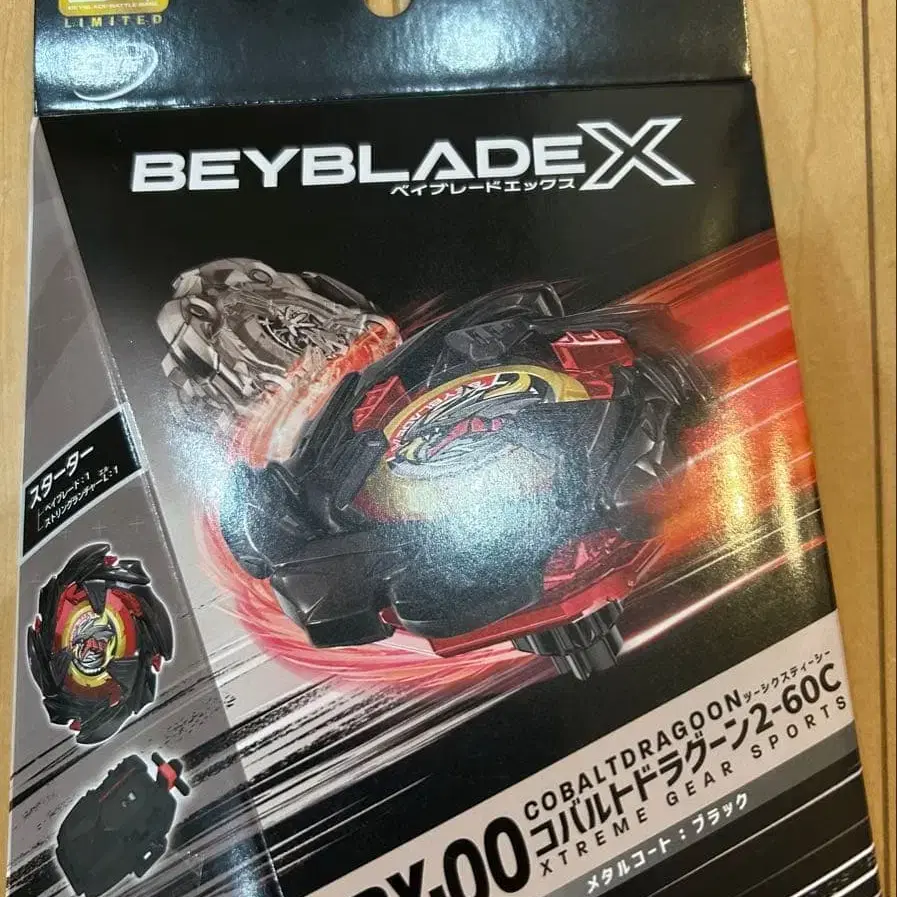 BEYBLADE BATTLE BASE
LIMITED
BEYBLADE X
ベイブレードエックス
スターター
ベイブレード:1
ストリングランチャーL:1
COBALTDRAGOON ツーシクスティーシー
コバルトドラグーン2-60C
XTREME GEAR SPORTS
BX-00
メタルコート:ブラック